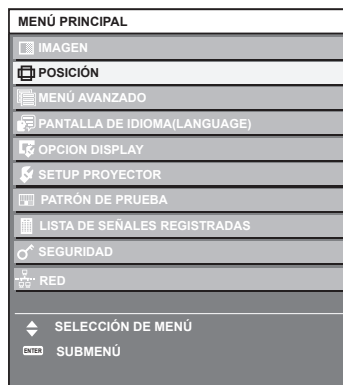 MENÚ PRINCIPAL
IMAGEN
POSICIÓN
MENÚ AVANZADO
PANTALLA DE IDIOMA(LANGUAGE)
OPCION DISPLAY
SETUP PROYECTOR
PATRÓN DE PRUEBA
LISTA DE SEÑALES REGISTRADAS
SEGURIDAD
RED
SELECCIÓN DE MENÚ
ENTER SUBMENÚ